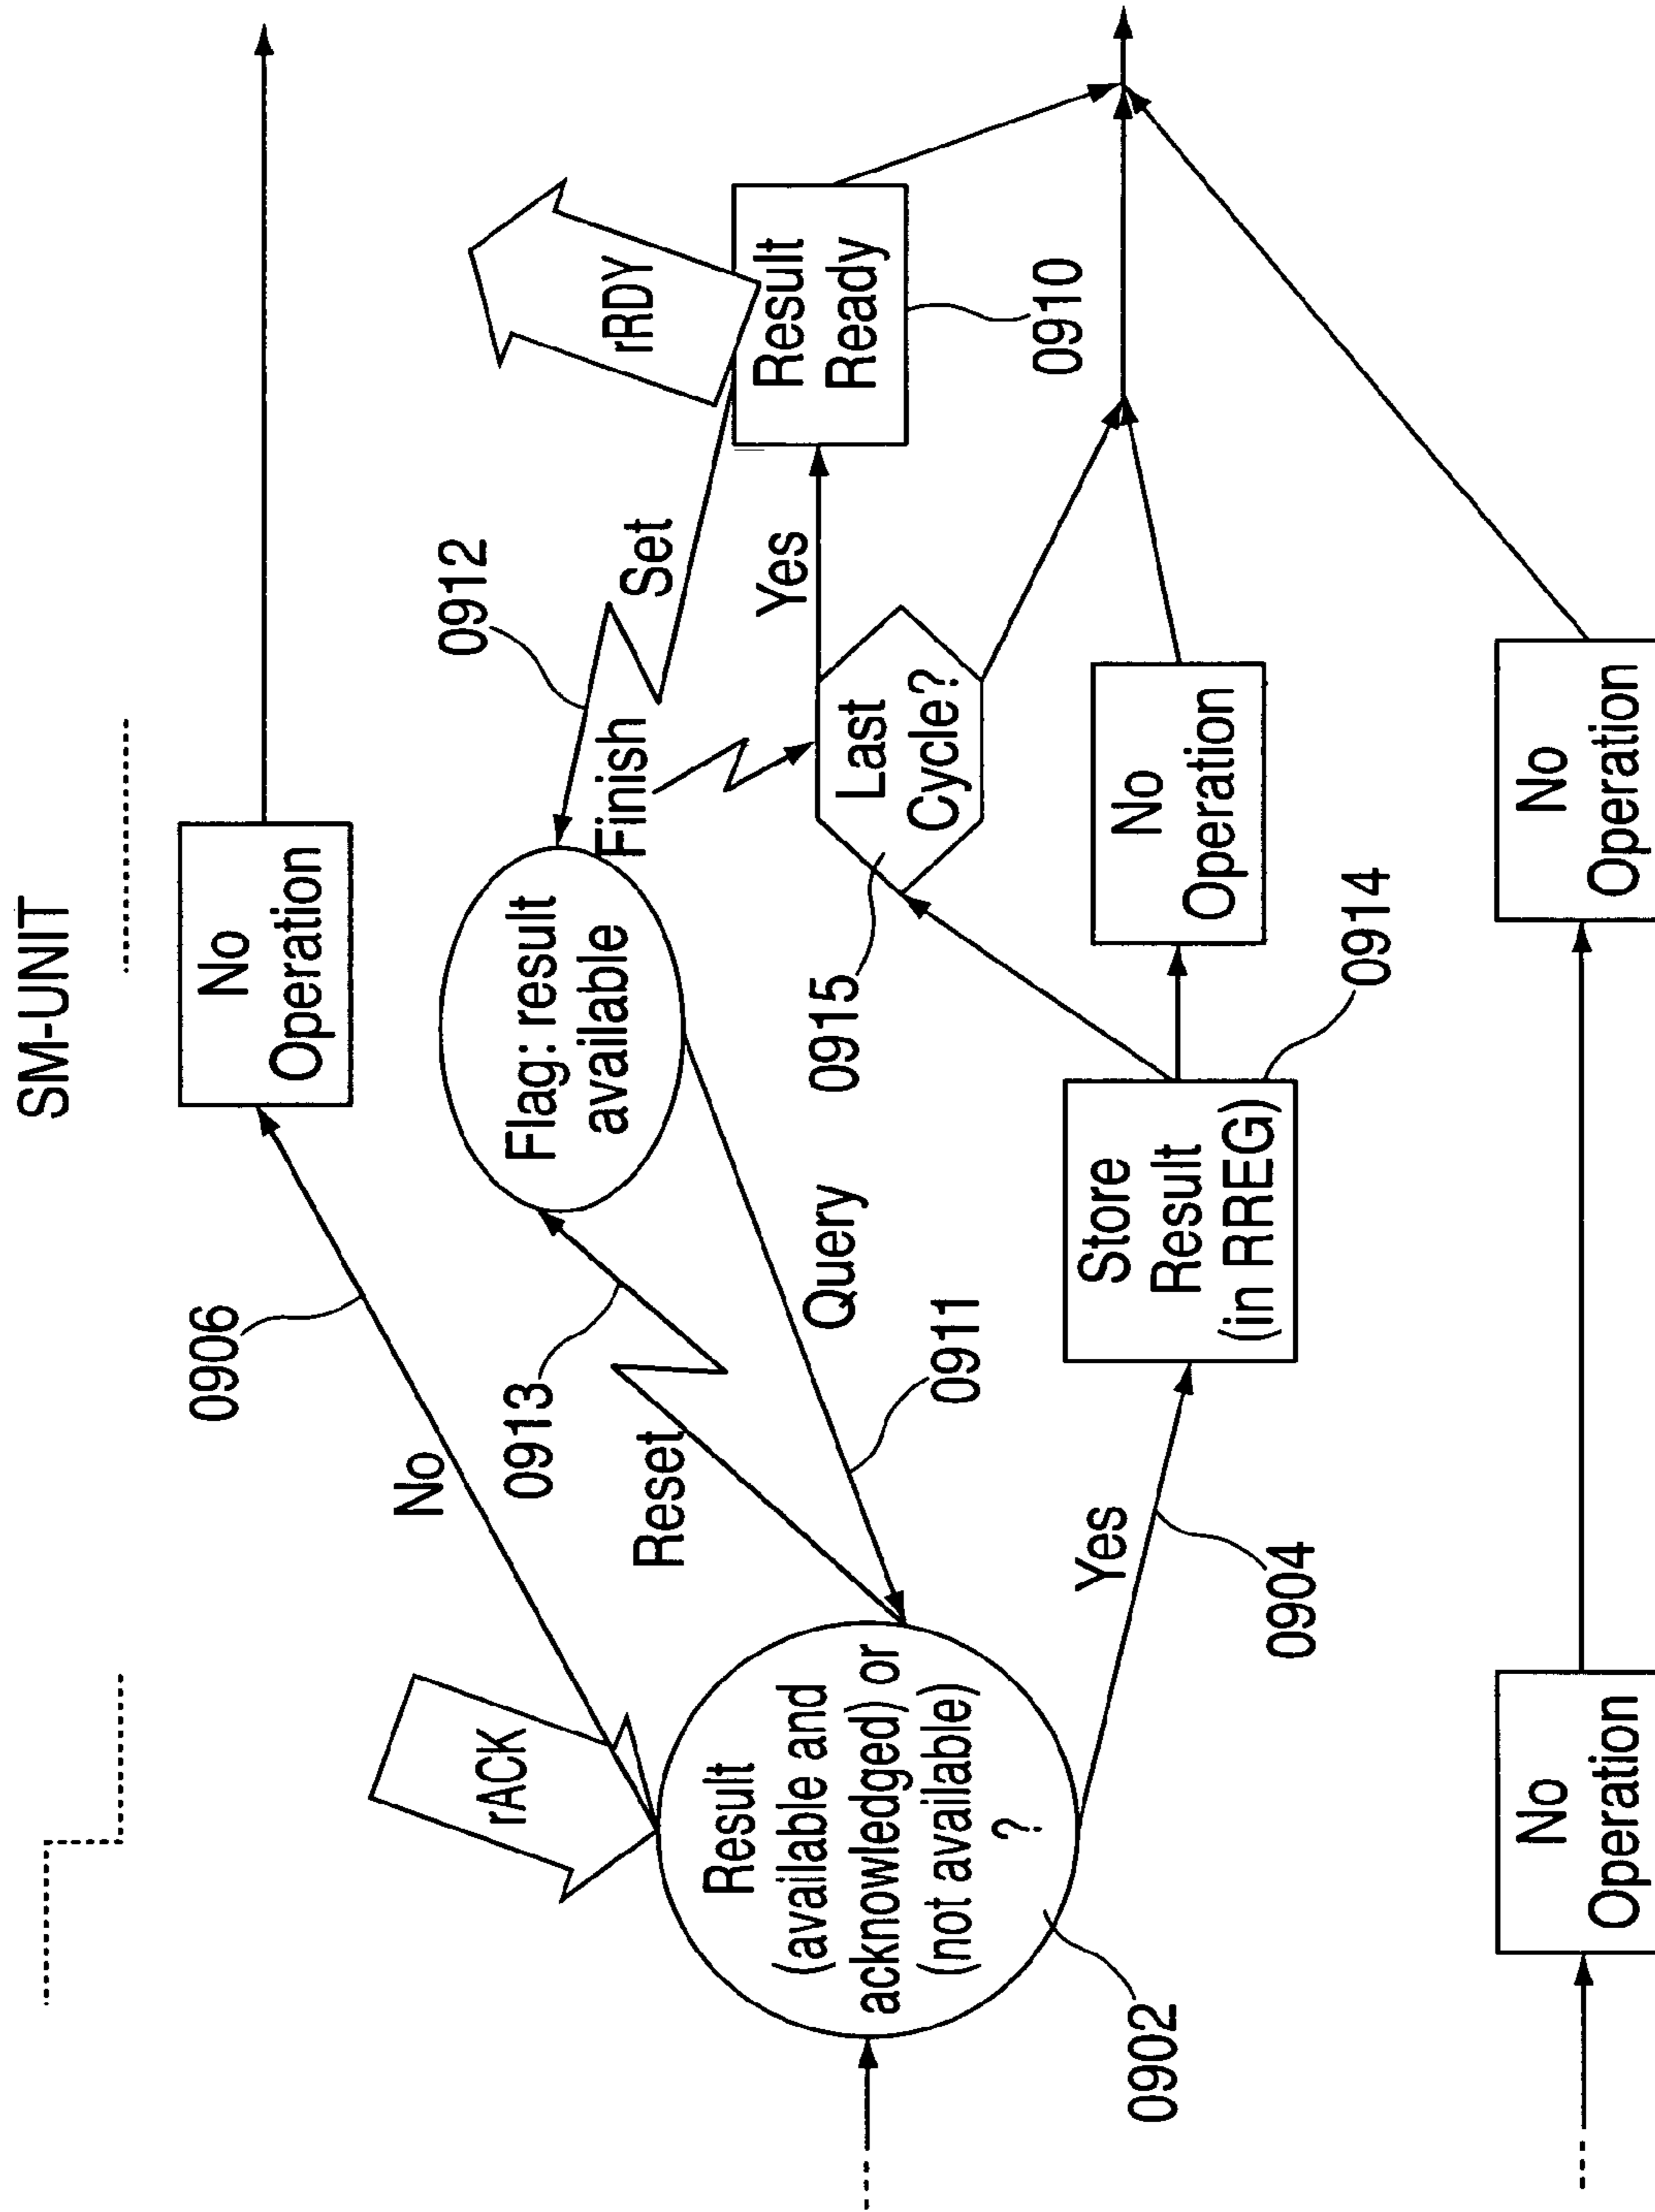 SM-UNIT
rACK
No
0906
No
Operation
Result
(available and
acknowledged) or
(not available)
?
0902
Reset
0913
Query
0911
Flag: result
available
0912
Set
Finish
rRDY
Result
Ready
0910
Yes
Last
Cycle?
0915
Yes
0904
Store
Result
(in RREG)
0914
No
Operation
No
Operation
No
Operation